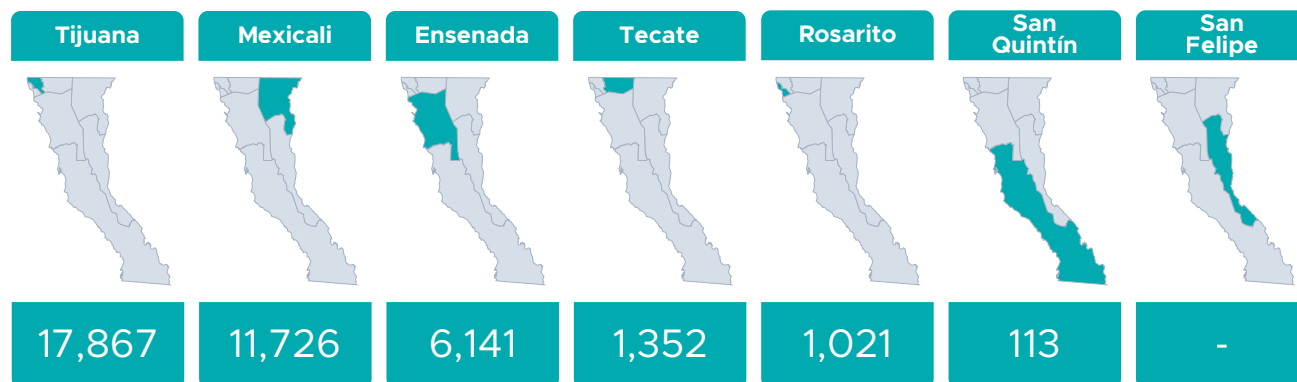 Tijuana
Mexicali
Ensenada
Tecate
Rosarito
San
Quintín
San
Felipe
17,867
11,726
6,141
1,352
1,021
113
-